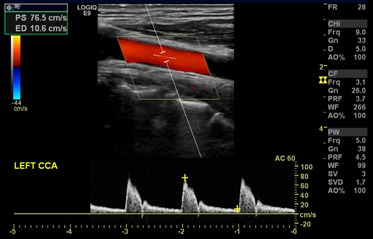 PS 76.5 cm/s
ED 10.6 cm/s
LOGIQ
E9
-44
cm/s
FR 28
CHI
Frq 9.0
Gn 33
D 5.0
AO% 100
CF
Frq 3.1
Gn 26.0
PRF 3.7
WF 266
AO% 100
PW
Frq 5.0
Gn 38
PRF 4.5
WF 99
SV 3
SVD 1.7
AO% 100
2
4
LEFT CCA
AC 60
100
80
60
40
20
cm/s
-20
-5
-4
-3
-2
-1
-0